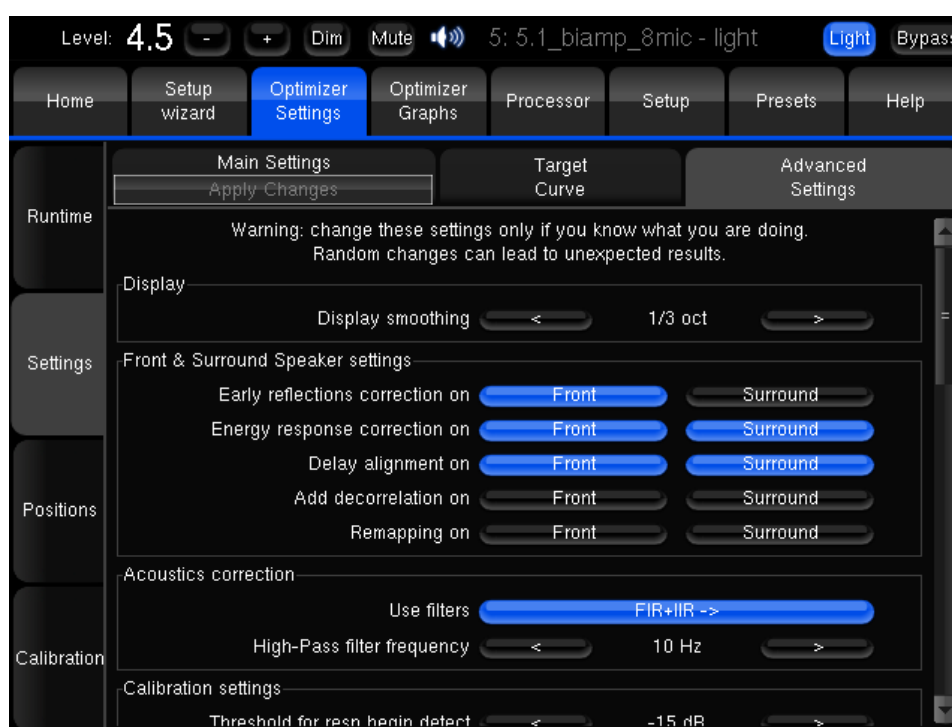 Level: 4.5 - + Dim Mute 5: 5.1_biamp_8mic - light Light Bypass
Home
Setup
wizard
Optimizer
Settings
Optimizer
Graphs
Processor
Setup
Presets
Help
Runtime
Settings
Positions
Calibration
Main Settings
Apply Changes
Target
Curve
Advanced
Settings
Warning: change these settings only if you know what you are doing.
Random changes can lead to unexpected results.
Display
Display smoothing < 1/3 oct >
Front & Surround Speaker settings
Early reflections correction on Front Surround
Energy response correction on Front Surround
Delay alignment on Front Surround
Add decorrelation on Front Surround
Remapping on Front Surround
Acoustics correction
Use filters FIR+IIR ->
High-Pass filter frequency < 10 Hz >
Calibration settings
Threshold for resp begin detect < -15 dB >